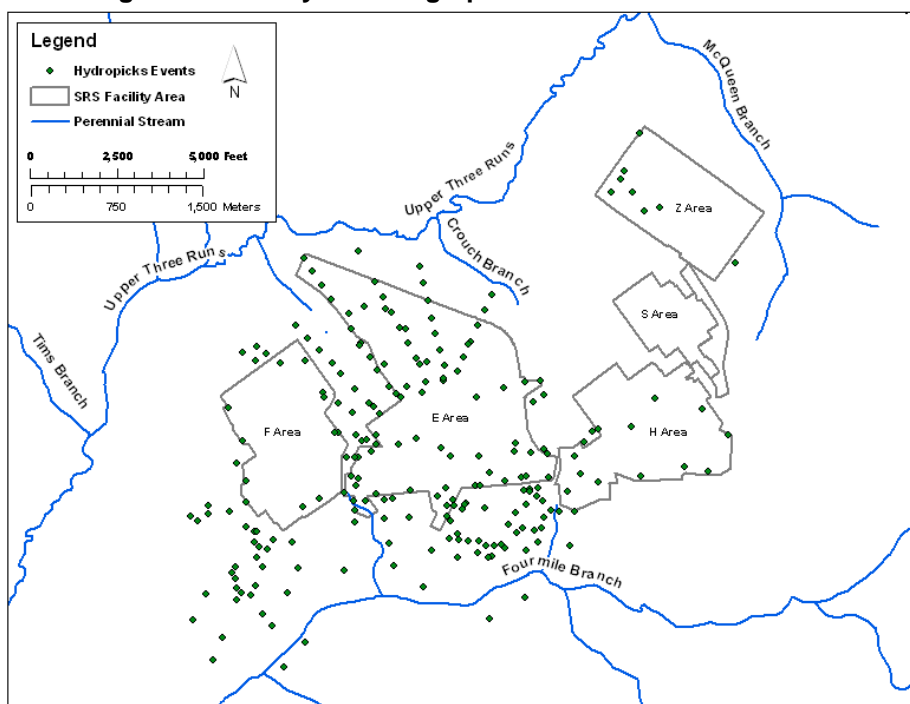 Legend
Hydropicks Events
SRS Facility Area
Perennial Stream
N
0 2,500 5,000 Feet
0 750 1,500 Meters
McQueen Branch
Upper Three Runs
Crouch Branch
Z Area
Upper Three Runs
S Area
Tims Branch
F Area
E Area
H Area
Fourmile Branch